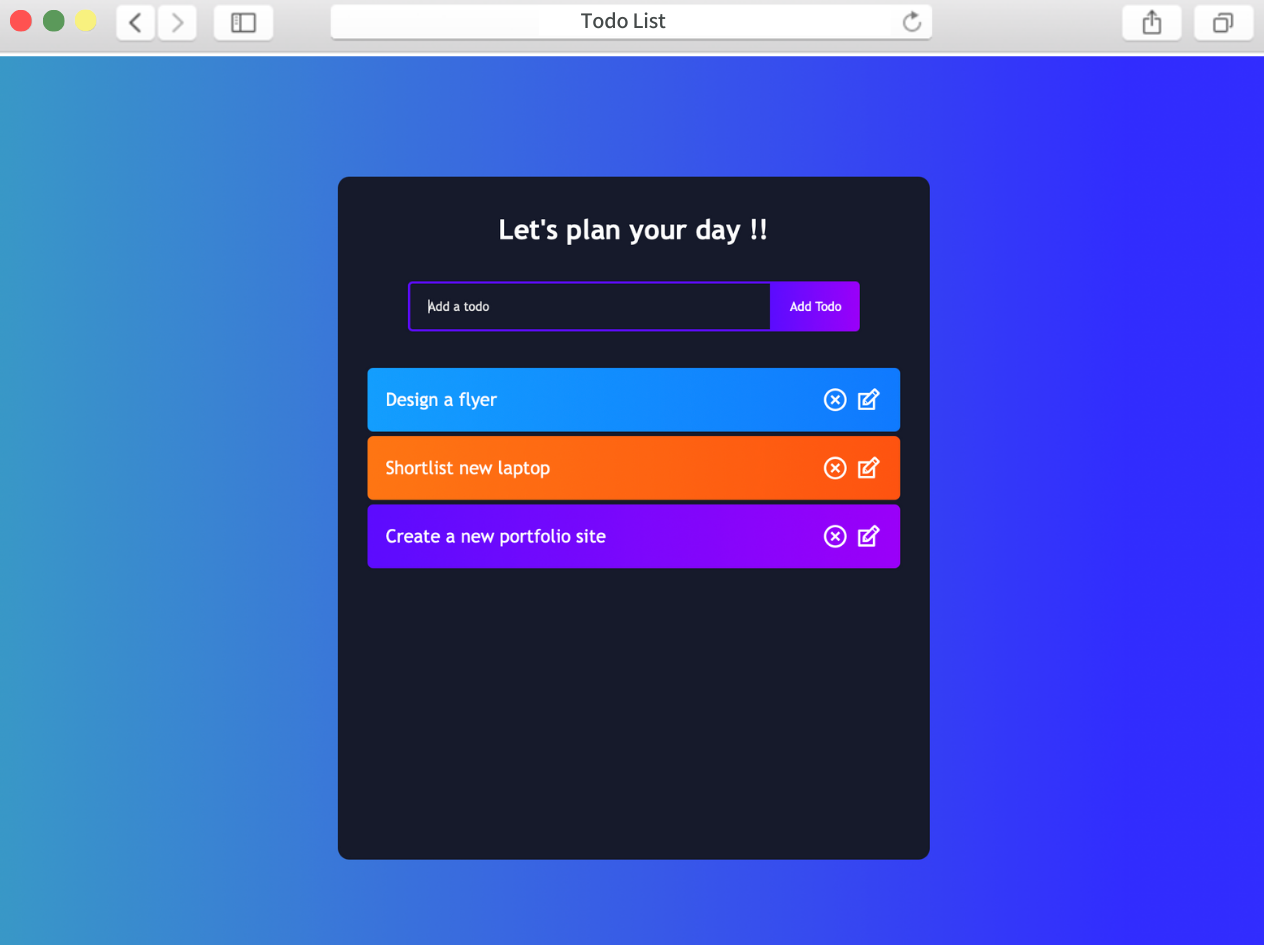 Todo List
Let's plan your day !!
Add a todo
Add Todo
Design a flyer
Shortlist new laptop
Create a new portfolio site